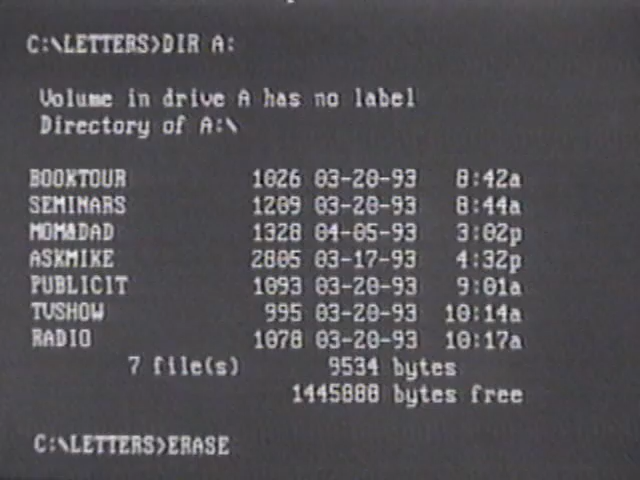 C:\LETTERS>DIR A:
Volume in drive A has no label
Directory of A:\
BOOKTOUR 1026 03-20-93 8:42a
SEMINARS 1209 03-20-93 8:44a
MOM&DAD 1328 04-05-93 3:02p
ASKMIKE 2805 03-17-93 4:32p
PUBLICIT 1093 03-20-93 9:01a
TVSHOW 995 03-20-93 10:14a
RADIO 1078 03-20-93 10:17a
7 file(s) 9534 bytes
1445888 bytes free
C:\LETTERS>ERASE